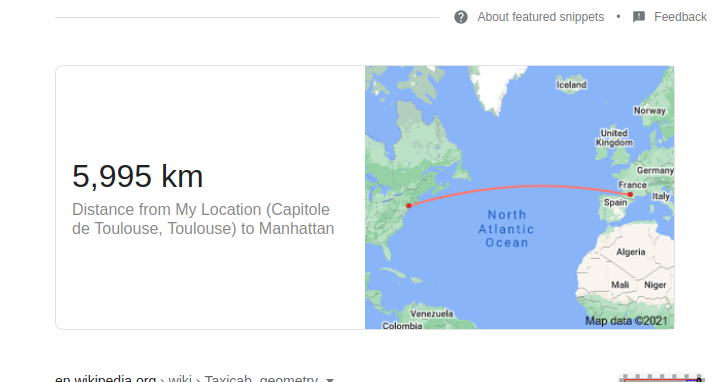 About featured snippets • Feedback
5,995 km
Distance from My Location (Capitole
de Toulouse, Toulouse) to Manhattan
Iceland
Norway
United
Kingdom
Germany
France
Spain
Italy
North
Atlantic
Ocean
Algeria
Mali
Niger
Venezuela
Colombia
Map data ©2021
en.wikipedia.org › wiki › Taxicab_geometry